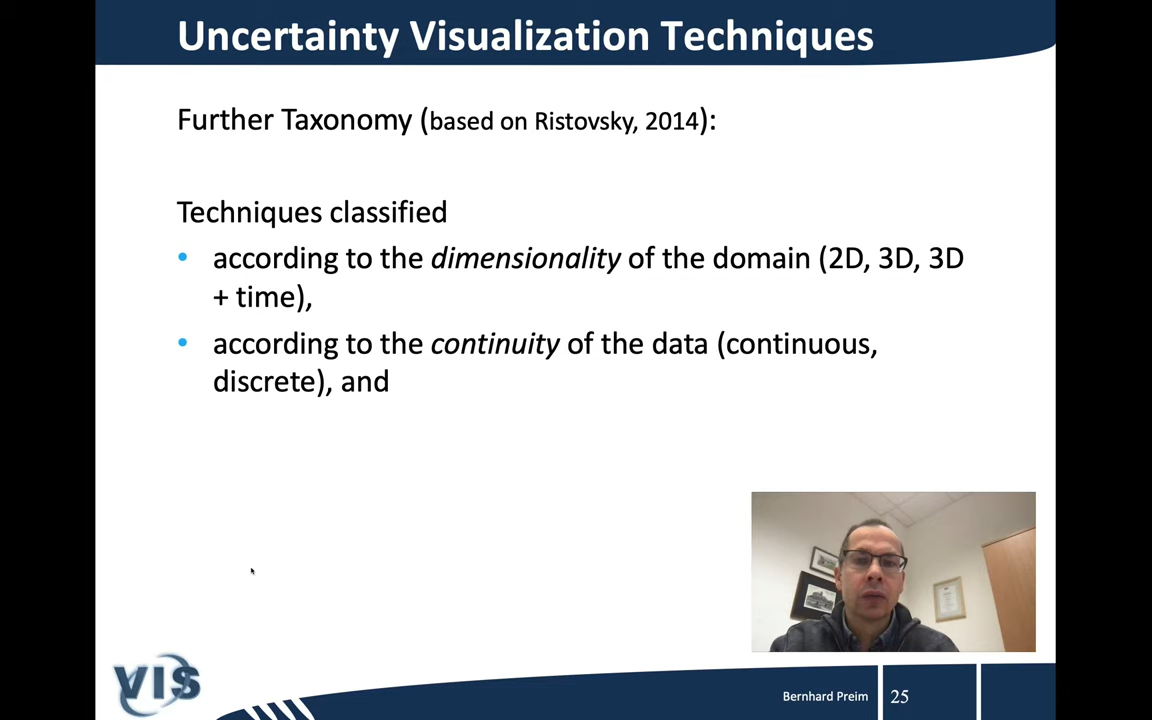 Uncertainty Visualization Techniques
Further Taxonomy (based on Ristovsky, 2014):
Techniques classified
• according to the dimensionality of the domain (2D, 3D, 3D
+ time),
• according to the continuity of the data (continuous,
discrete), and
VIS
Bernhard Preim
25